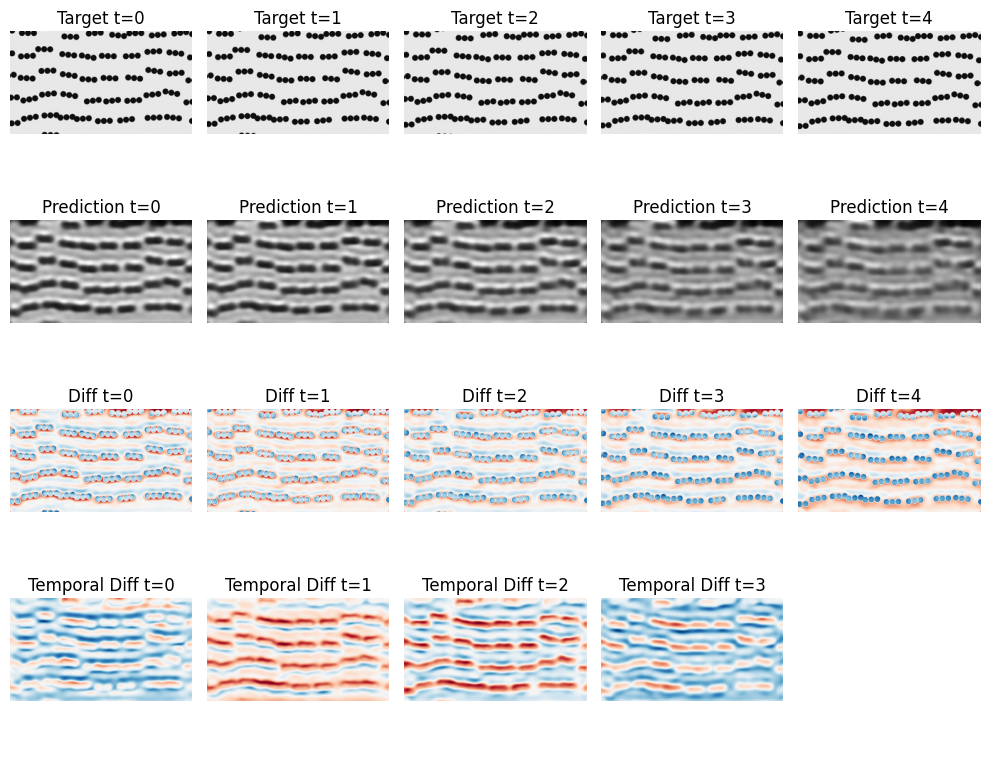 Target t=0 Target t=1 Target t=2 Target t=3 Target t=4
Prediction t=0 Prediction t=1 Prediction t=2 Prediction t=3 Prediction t=4
Diff t=0 Diff t=1 Diff t=2 Diff t=3 Diff t=4
Temporal Diff t=0 Temporal Diff t=1 Temporal Diff t=2 Temporal Diff t=3